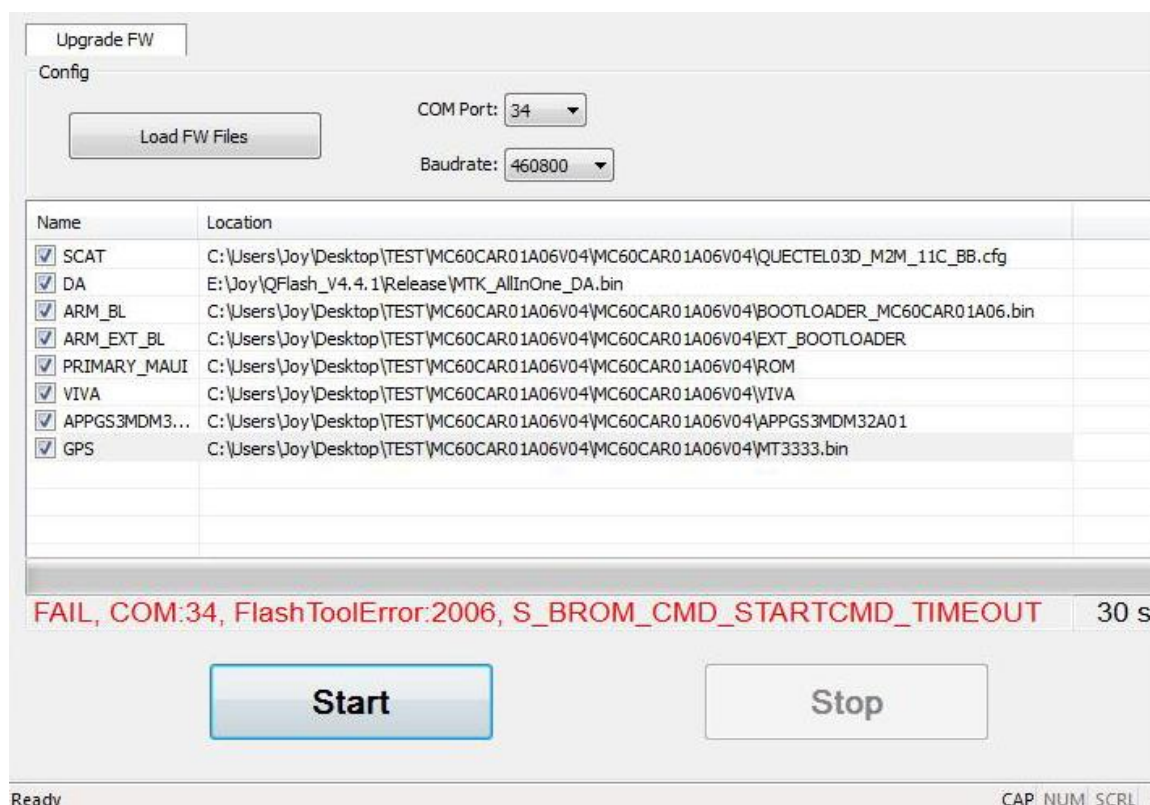 Upgrade FW
Config
Load FW Files
COM Port: 34
Baudrate: 460800
Name Location
SCAT C:\Users\Joy\Desktop\TEST\MC60CAR01A06V04\MC60CAR01A06V04\QUECTEL03D_M2M_11C_BB.cfg
DA E:\Joy\QFlash_V4.4.1\Release\MTK_AllInOne_DA.bin
ARM_BL C:\Users\Joy\Desktop\TEST\MC60CAR01A06V04\MC60CAR01A06V04\BOOTLOADER_MC60CAR01A06.bin
ARM_EXT_BL C:\Users\Joy\Desktop\TEST\MC60CAR01A06V04\MC60CAR01A06V04\EXT_BOOTLOADER
PRIMARY_MAUI C:\Users\Joy\Desktop\TEST\MC60CAR01A06V04\MC60CAR01A06V04\ROM
VIVA C:\Users\Joy\Desktop\TEST\MC60CAR01A06V04\MC60CAR01A06V04\VIVA
APPGS3MDM3... C:\Users\Joy\Desktop\TEST\MC60CAR01A06V04\MC60CAR01A06V04\APPGS3MDM32A01
GPS C:\Users\Joy\Desktop\TEST\MC60CAR01A06V04\MC60CAR01A06V04\MT3333.bin
FAIL, COM:34, FlashToolError:2006, S_BROM_CMD_STARTCMD_TIMEOUT 30 s
Start Stop
Ready CAP NUM SCRL